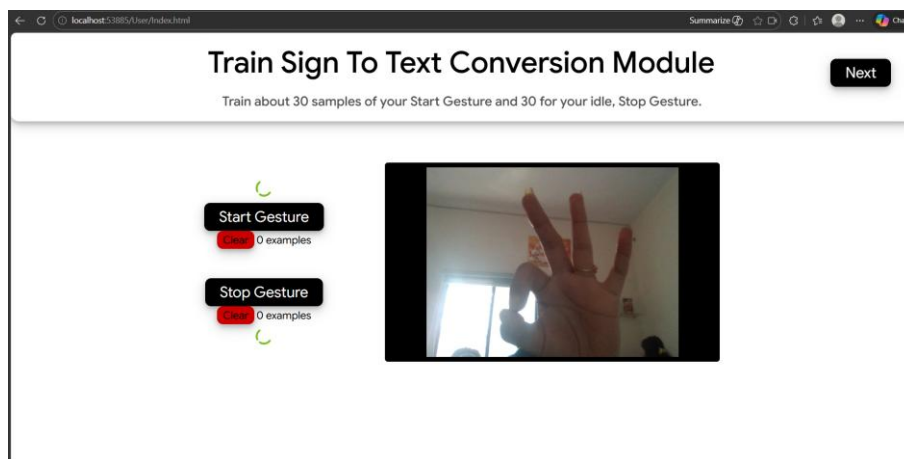 localhost:53885/User/Index.html
Summarize
Train Sign To Text Conversion Module
Next
Train about 30 samples of your Start Gesture and 30 for your idle, Stop Gesture.
Start Gesture
Clear 0 examples
Stop Gesture
Clear 0 examples